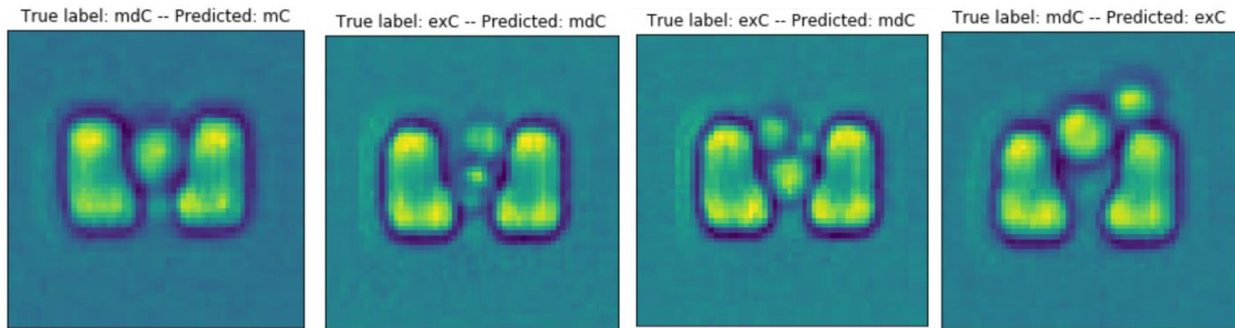 True label: mdC -- Predicted: mC
True label: exC -- Predicted: mdC
True label: exC -- Predicted: mdC
True label: mdC -- Predicted: exC